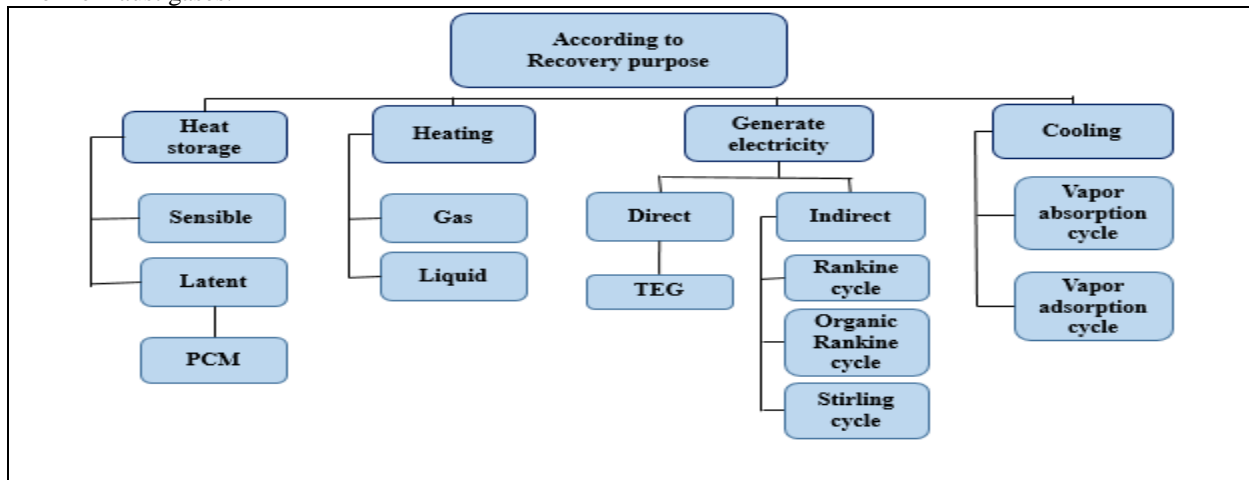 According to
Recovery purpose
Heat
storage
Heating
Generate
electricity
Cooling
Sensible
Gas
Direct
Indirect
Vapor
absorption
cycle
Latent
Liquid
TEG
Rankine
cycle
Vapor
adsorption
cycle
PCM
Organic
Rankine
cycle
Stirling
cycle